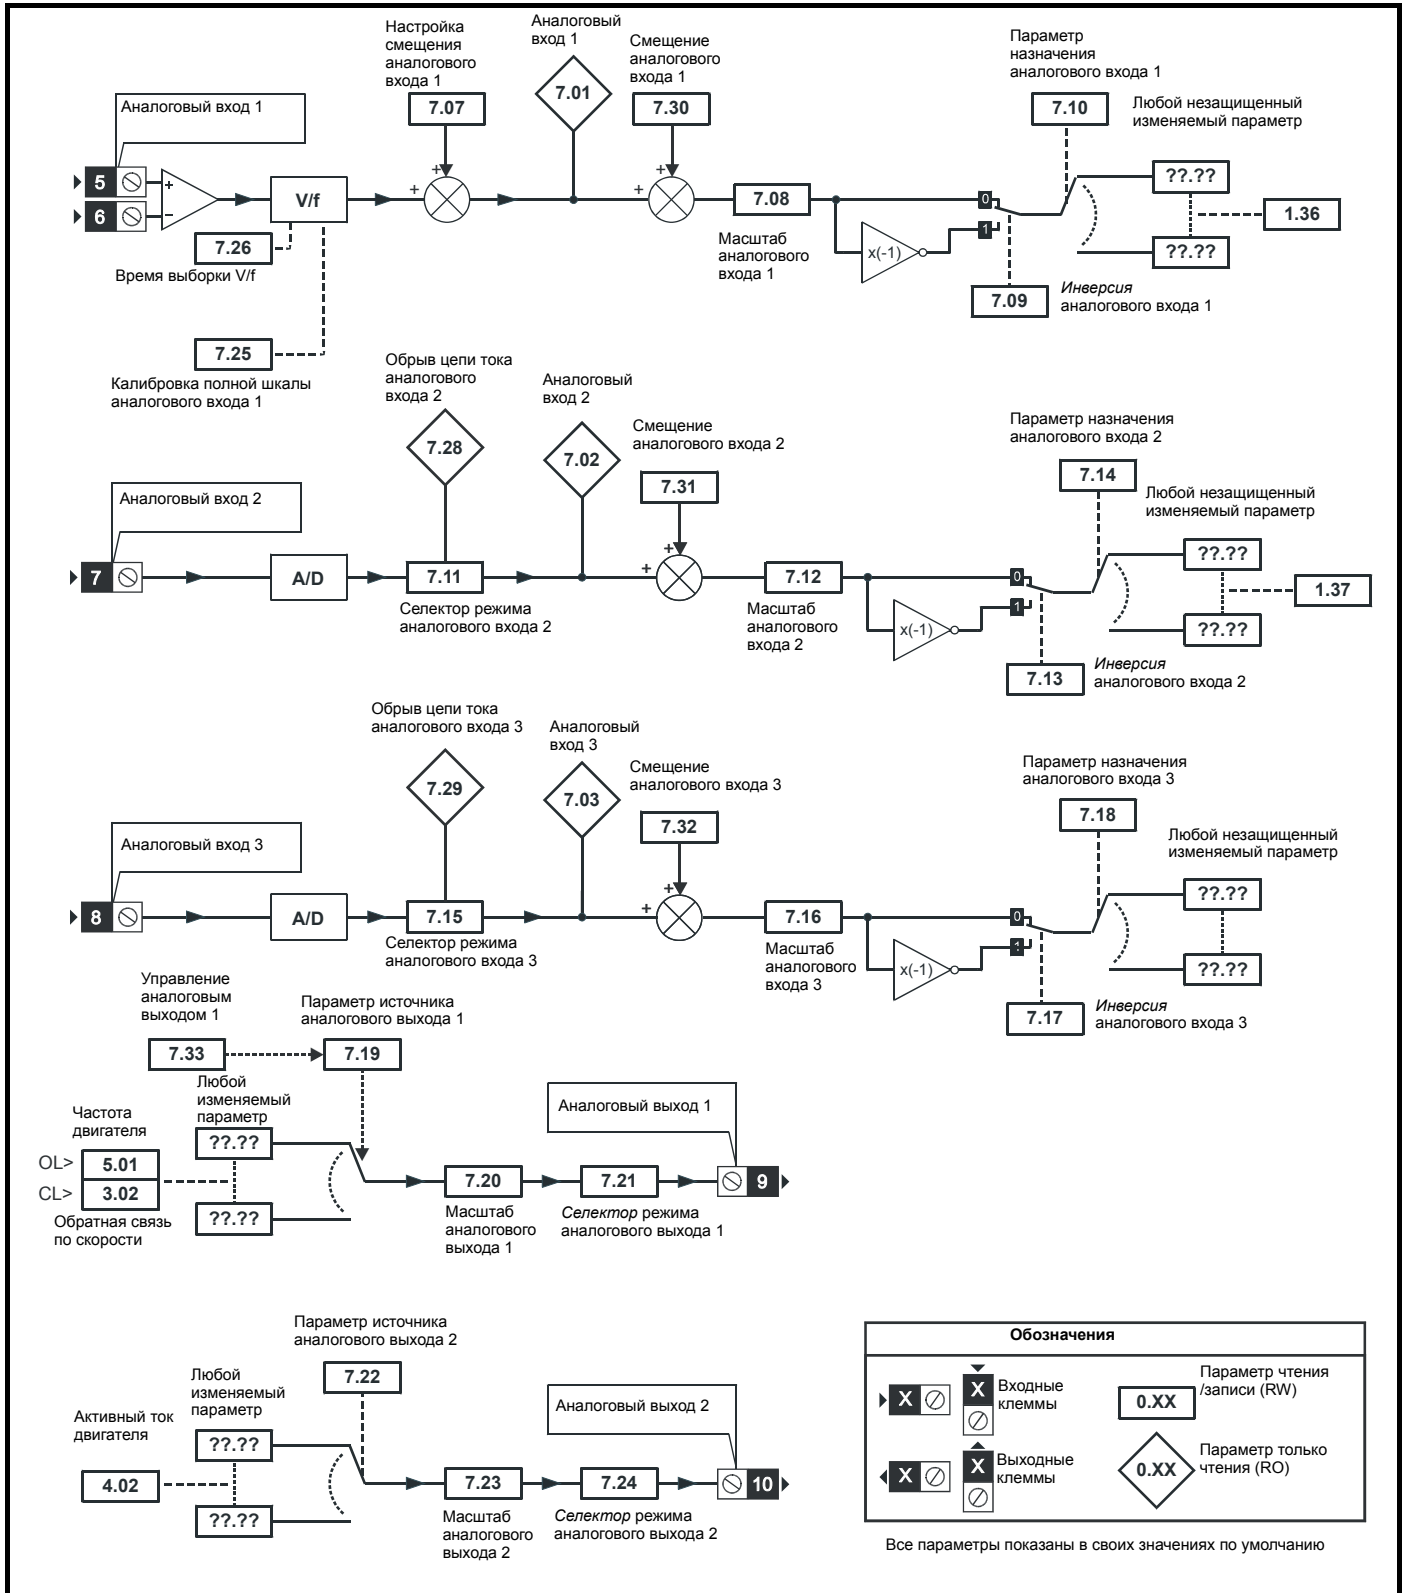 Настройка
смещения
аналогового
входа 1
Аналоговый
вход 1
Смещение
аналогового
входа 1
Параметр
назначения
аналогового входа 1
7.07
7.01
7.30
7.10
Любой незащищенный
изменяемый параметр
Аналоговый вход 1
+
+
5
6
+
−
V/f
+
+
7.08
0
1
x(-1)
??.??
??.??
1.36
7.26
Время выборки V/f
Масштаб
аналогового
входа 1
7.09
Инверсия
аналогового входа 1
7.25
Калибровка полной шкалы
аналогового входа 1
Обрыв цепи тока
аналогового
входа 2
Аналоговый
вход 2
Смещение
аналогового входа 2
Параметр назначения
аналогового входа 2
7.28
7.02
7.31
7.14
Любой незащищенный
изменяемый параметр
Аналоговый вход 2
7
A/D
7.11
+
+
7.12
0
1
x(-1)
??.??
??.??
1.37
Селектор режима
аналогового входа 2
Масштаб
аналогового
входа 2
7.13
Инверсия
аналогового входа 2
Обрыв цепи тока
аналогового входа 3
Аналоговый
вход 3
Смещение
аналогового входа 3
Параметр назначения
аналогового входа 3
7.29
7.03
7.32
7.18
Любой незащищенный
изменяемый параметр
Аналоговый вход 3
8
A/D
7.15
+
+
7.16
0
1
x(-1)
??.??
??.??
Селектор режима
аналогового входа 3
Масштаб
аналогового
входа 3
7.17
Инверсия
аналогового входа 3
Управление
аналоговым
выходом 1
Параметр источника
аналогового выхода 1
7.33
7.19
Любой
изменяемый
параметр
Частота
двигателя
OL>
5.01
CL>
3.02
Обратная связь
по скорости
??.??
??.??
7.20
7.21
Аналоговый выход 1
9
Масштаб
аналогового
выхода 1
Селектор режима
аналогового выхода 1
Параметр источника
аналогового выхода 2
7.22
Любой
изменяемый
параметр
Активный ток
двигателя
4.02
??.??
??.??
7.23
7.24
Аналоговый выход 2
10
Масштаб
аналогового
выхода 2
Селектор режима
аналогового выхода 2
Обозначения
X
X
Входные
клеммы
0.XX
Параметр чтения
/записи (RW)
X
X
Выходные
клеммы
0.XX
Параметр только
чтения (RO)
Все параметры показаны в своих значениях по умолчанию